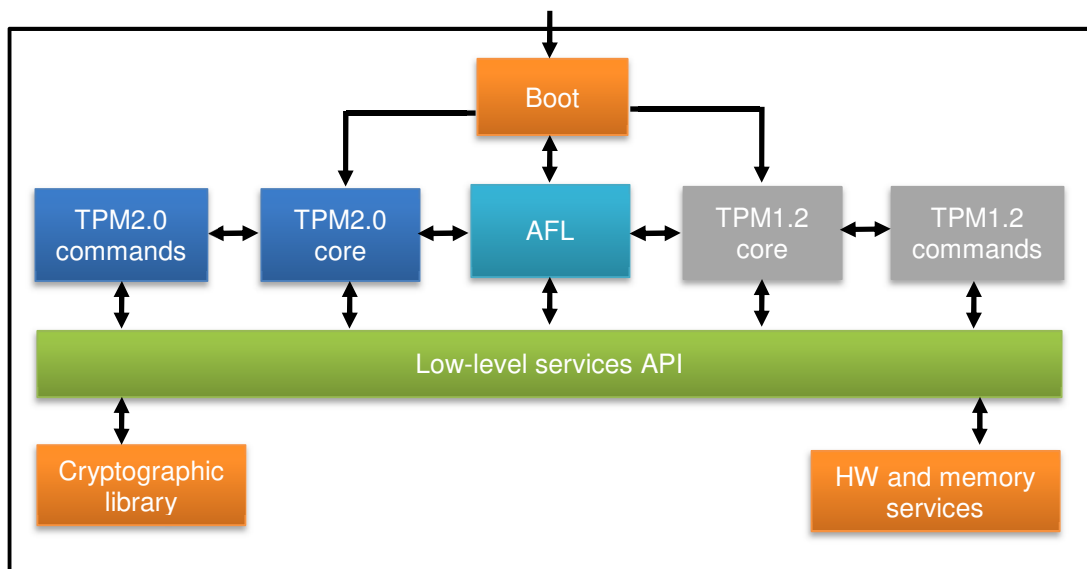 Boot
TPM2.0
commands
TPM2.0
core
AFL
TPM1.2
core
TPM1.2
commands
Low-level services API
Cryptographic
library
HW and memory
services